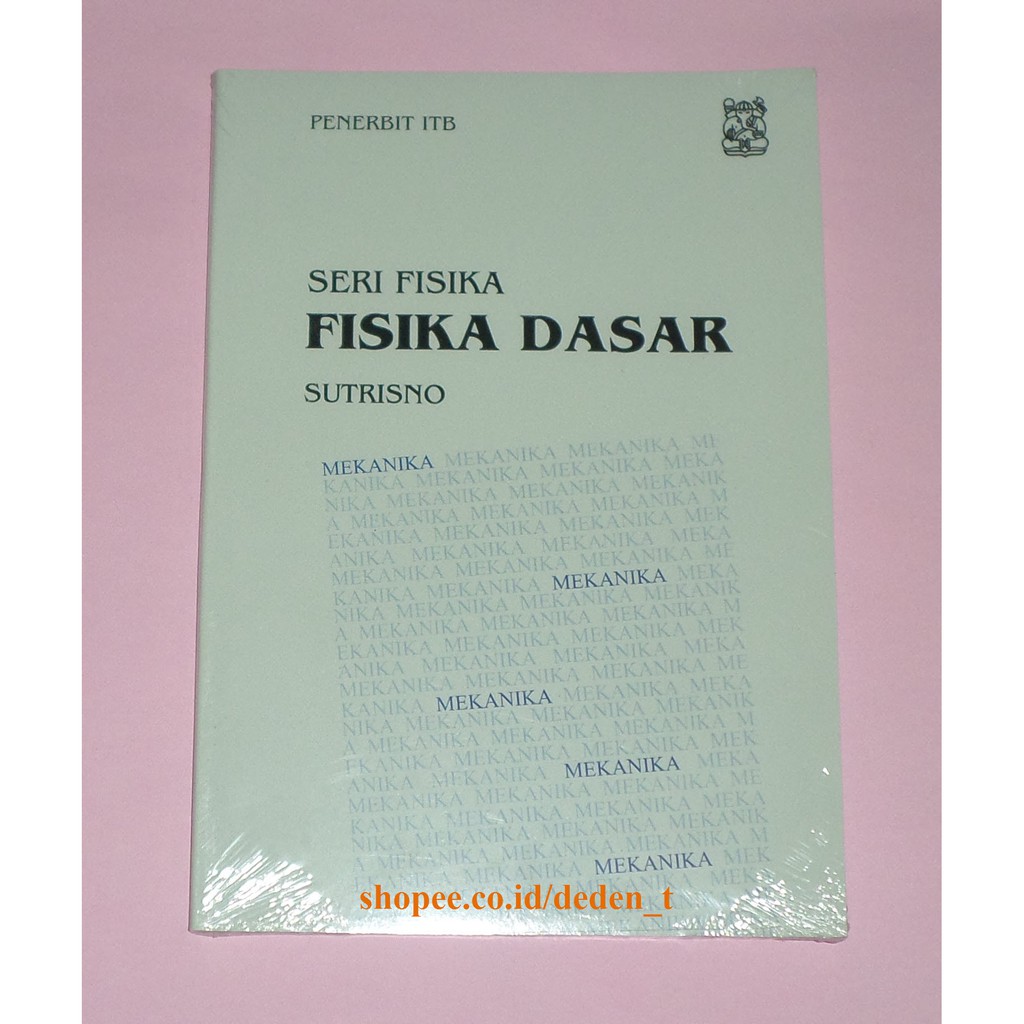 PENERBIT ITB
SERI FISIKA
FISIKA DASAR
SUTRISNO
MEKANIKA MEKANIKA MEKANIKA ME
KANIKA MEKANIKA MEKANIKA MEKA
NIKA MEKANIKA MEKANIKA MEKANIK
A MEKANIKA MEKANIKA MEKANIKA M
EKANIKA MEKANIKA MEKANIKA MEK
ANIKA MEKANIKA MEKANIKA MEKA
MEKANIKA MEKANIKA MEKANIKA ME
KANIKA MEKANIKA MEKANIKA MEKA
NIKA MEKANIKA MEKANIKA MEKANIK
A MEKANIKA MEKANIKA MEKANIKA M
EKANIKA MEKANIKA MEKANIKA MEK
ANIKA MEKANIKA MEKANIKA MEKA
MEKANIKA MEKANIKA MEKANIKA ME
KANIKA MEKANIKA MEKANIKA MEKA
NIKA MEKANIKA MEKANIKA MEKANIK
A MEKANIKA MEKANIKA MEKANIKA M
EKANIKA MEKANIKA MEKANIKA MEK
ANIKA MEKANIKA MEKANIKA MEKA
MEKANIKA MEKANIKA MEKANIKA ME
KANIKA MEKANIKA MEKANIKA MEKA
NIKA MEKANIKA MEKANIKA MEKANIK
A MEKANIKA MEKANIKA MEKANIKA M
EKANIKA MEKANIKA MEKANIKA MEK
shopee.co.id/deden_t